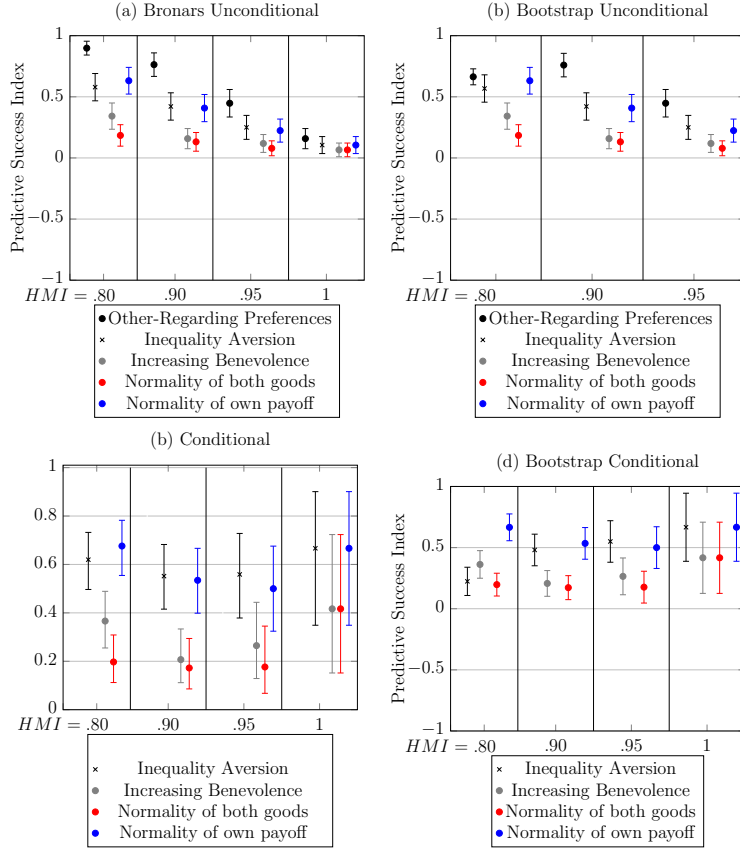 (a) Bronars Unconditional
Predictive Success Index
1
0.5
0
−0.5
−1
HMI = .80 .90 .95 1
Other-Regarding Preferences
Inequality Aversion
Increasing Benevolence
Normality of both goods
Normality of own payoff
(b) Bootstrap Unconditional
Predictive Success Index
1
0.5
0
−0.5
−1
HMI = .80 .90 .95
Other-Regarding Preferences
Inequality Aversion
Increasing Benevolence
Normality of both goods
Normality of own payoff
(b) Conditional
1
0.8
0.6
0.4
0.2
0
HMI = .80 .90 .95 1
Inequality Aversion
Increasing Benevolence
Normality of both goods
Normality of own payoff
(d) Bootstrap Conditional
Predictive Success Index
1
0.5
0
−0.5
−1
HMI = .80 .90 .95 1
Inequality Aversion
Increasing Benevolence
Normality of both goods
Normality of own payoff